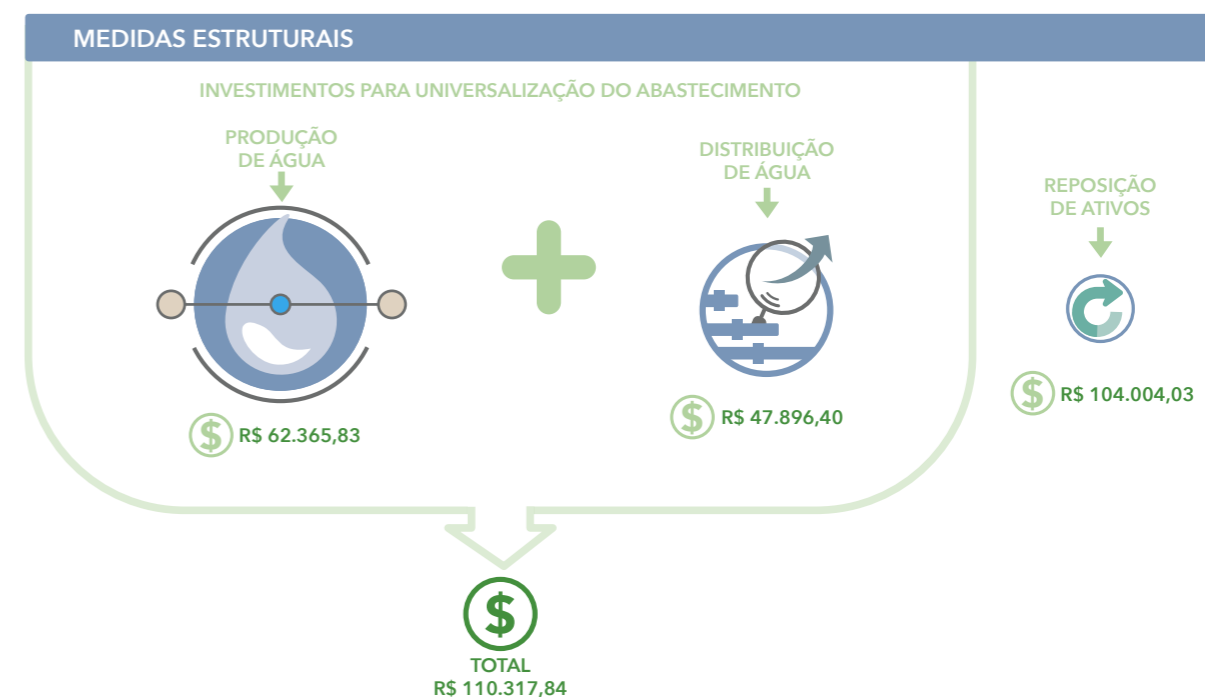 MEDIDAS ESTRUTURAIS
INVESTIMENTOS PARA UNIVERSALIZAÇÃO DO ABASTECIMENTO
PRODUÇÃO
DE ÁGUA
$ R$ 62.365,83
DISTRIBUIÇÃO
DE ÁGUA
$ R$ 47.896,40
REPOSIÇÃO
DE ATIVOS
$ R$ 104.004,03
$
TOTAL
R$ 110.317,84